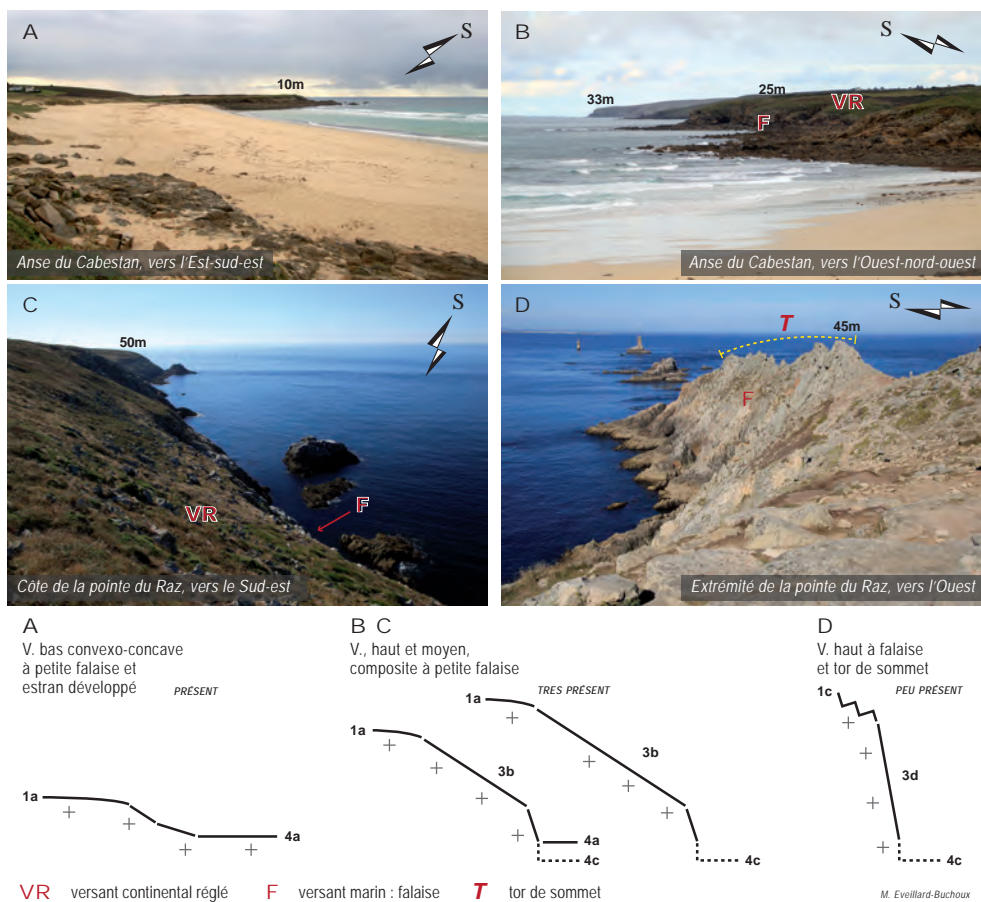 A
S
10m
Anse du Cabestan, vers l'Est-sud-est
B
S
33m
25m
VR
F
Anse du Cabestan, vers l'Ouest-nord-ouest
C
S
50m
VR
F
Côte de la pointe du Raz, vers le Sud-est
D
S
T
45m
F
Extrémité de la pointe du Raz, vers l'Ouest
A
V. bas convexo-concave
à petite falaise et
estran développé PRÉSENT
1a
4a
B C
V., haut et moyen,
composite à petite falaise
TRES PRÉSENT
1a
1a
3b
3b
4a
4c
4c
D
V. haut à falaise
et tor de sommet
PEU PRÉSENT
1c
3d
4c
VR versant continental réglé F versant marin : falaise T tor de sommet
M. Eveillard-Buchoux